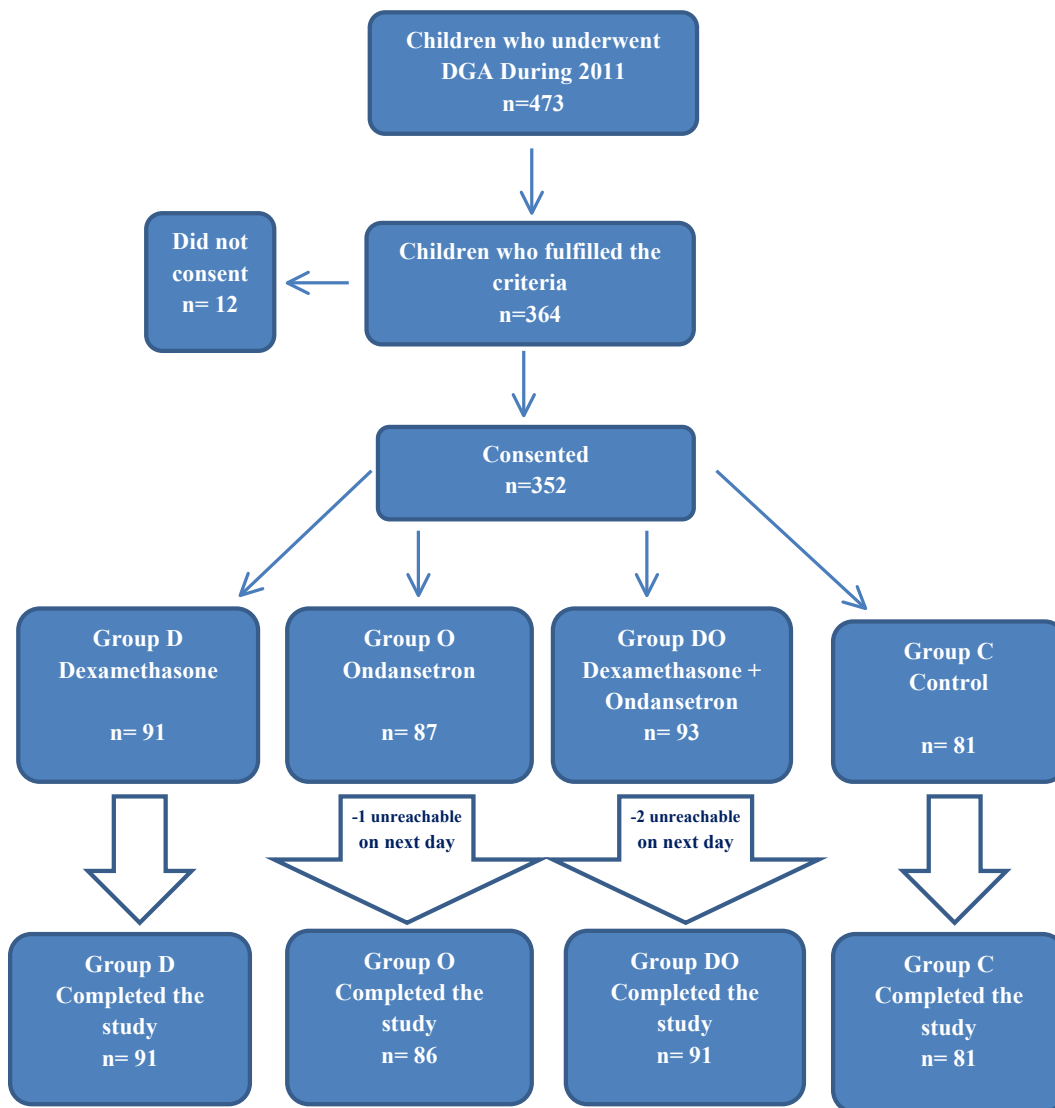 Children who underwent
DGA During 2011
n=473
Did not
consent
n= 12
Children who fulfilled the
criteria
n=364
Consented
n=352
Group D
Dexamethasone
n= 91
Group O
Ondansetron
n= 87
Group DO
Dexamethasone +
Ondansetron
n= 93
Group C
Control
n= 81
-1 unreachable
on next day
-2 unreachable
on next day
Group D
Completed the
study
n= 91
Group O
Completed the
study
n= 86
Group DO
Completed the
study
n= 91
Group C
Completed the
study
n= 81